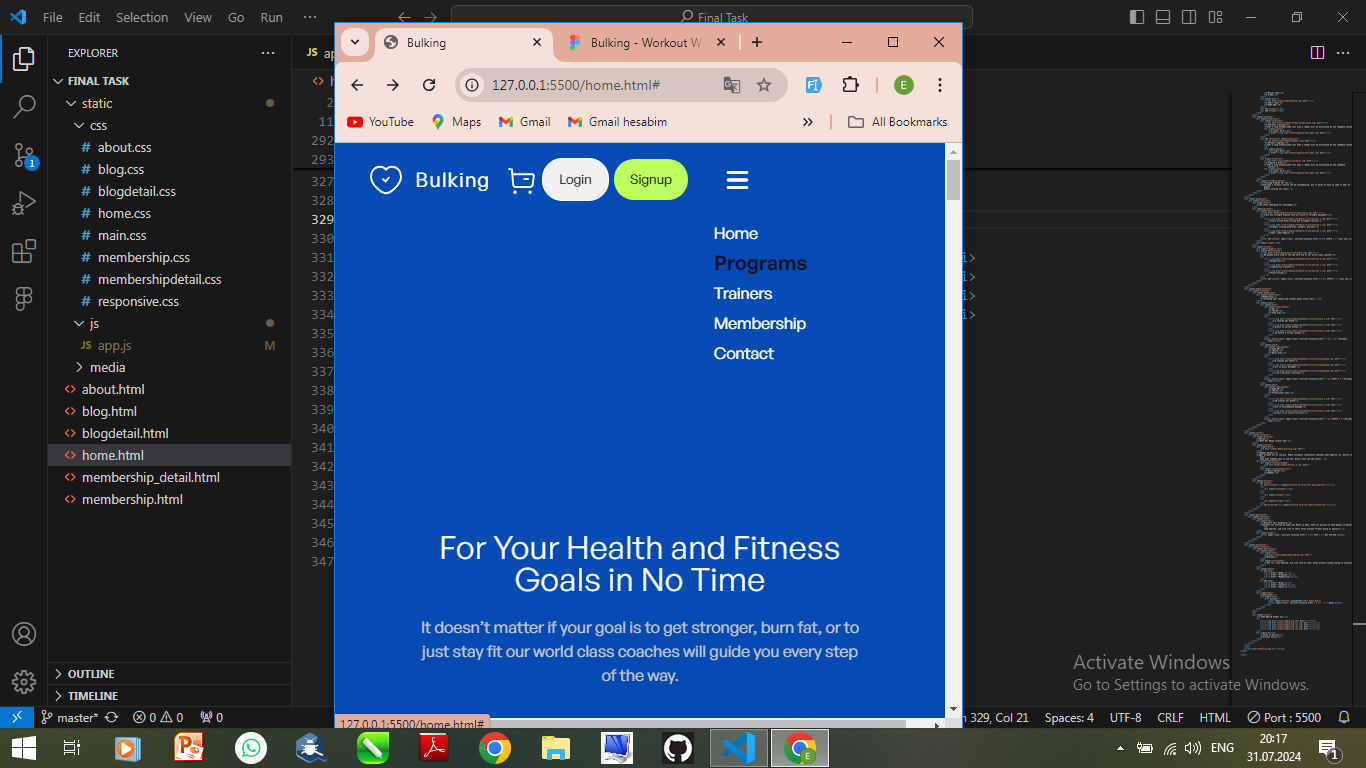 File Edit Selection View Go Run ··· Final Task
EXPLORER
FINAL TASK
static
css
# about.css
# blog.css
# blogdetail.css
# home.css
# main.css
# membership.css
# membershipdetail.css
# responsive.css
js
JS app.js M
media
<> about.html
<> blog.html
<> blogdetail.html
<> home.html
<> membership_detail.html
<> membership.html
OUTLINE
TIMELINE
1
JS
2
11
292
293
327
328
329
330
331
332
333
334
335
336
337
338
339
340
341
342
343
344
345
346
347
i>
i>
i>
i>
Bulking
Bulking - Workout W
127.0.0.1:5500/home.html#
E
YouTube Maps Gmail Gmail hesabim » All Bookmarks
Bulking Login Signup
Home
Programs
Trainers
Membership
Contact
For Your Health and Fitness
Goals in No Time
It doesn't matter if your goal is to get stronger, burn fat, or to
just stay fit our world class coaches will guide you every step
of the way.
127.0.0.1:5500/home.html#
Activate Windows
Go to Settings to activate Windows.
master* 0 0 0 329, Col 21 Spaces: 4 UTF-8 CRLF HTML Port : 5500
ENG 20:17
31.07.2024
1